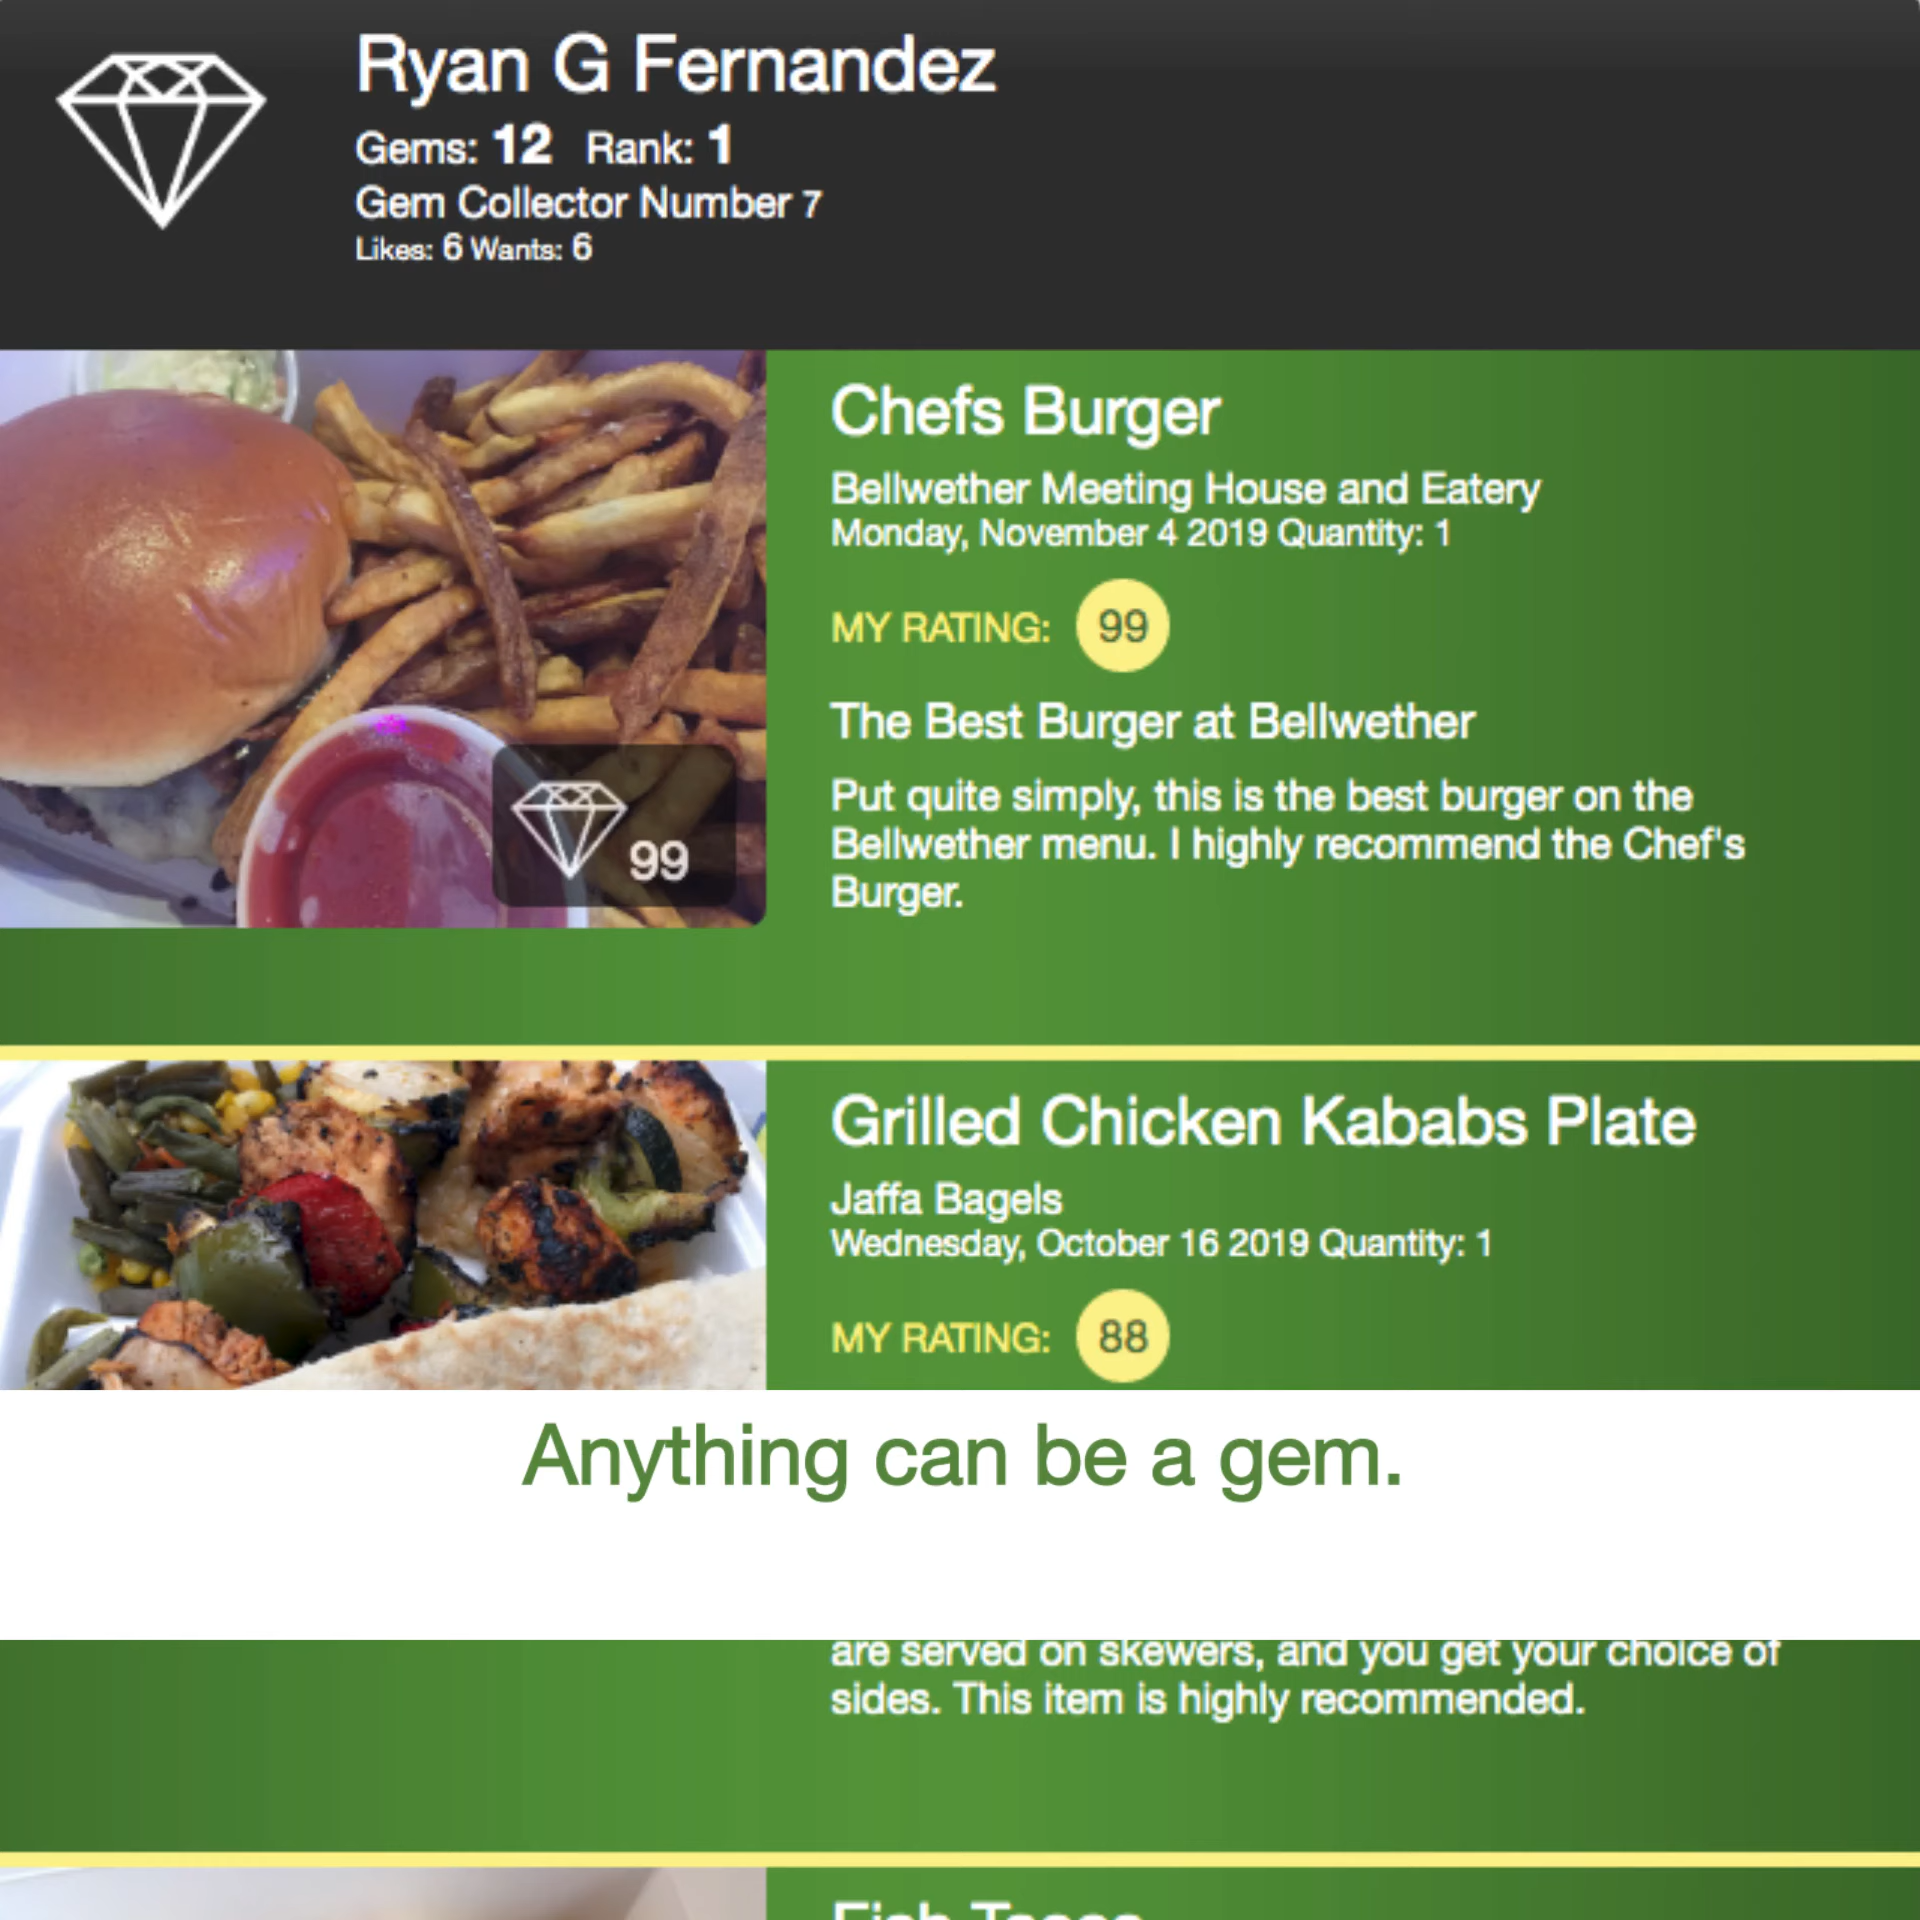 Ryan G Fernandez
Gems: 12 Rank: 1
Gem Collector Number 7
Likes: 6 Wants: 6
Chefs Burger
Bellwether Meeting House and Eatery
Monday, November 4 2019 Quantity: 1
MY RATING: 99
The Best Burger at Bellwether
Put quite simply, this is the best burger on the
Bellwether menu. I highly recommend the Chef's
Burger.
99
Grilled Chicken Kababs Plate
Jaffa Bagels
Wednesday, October 16 2019 Quantity: 1
MY RATING: 88
Anything can be a gem.
are served on skewers, and you get your choice of
sides. This item is highly recommended.
Fish Tacos